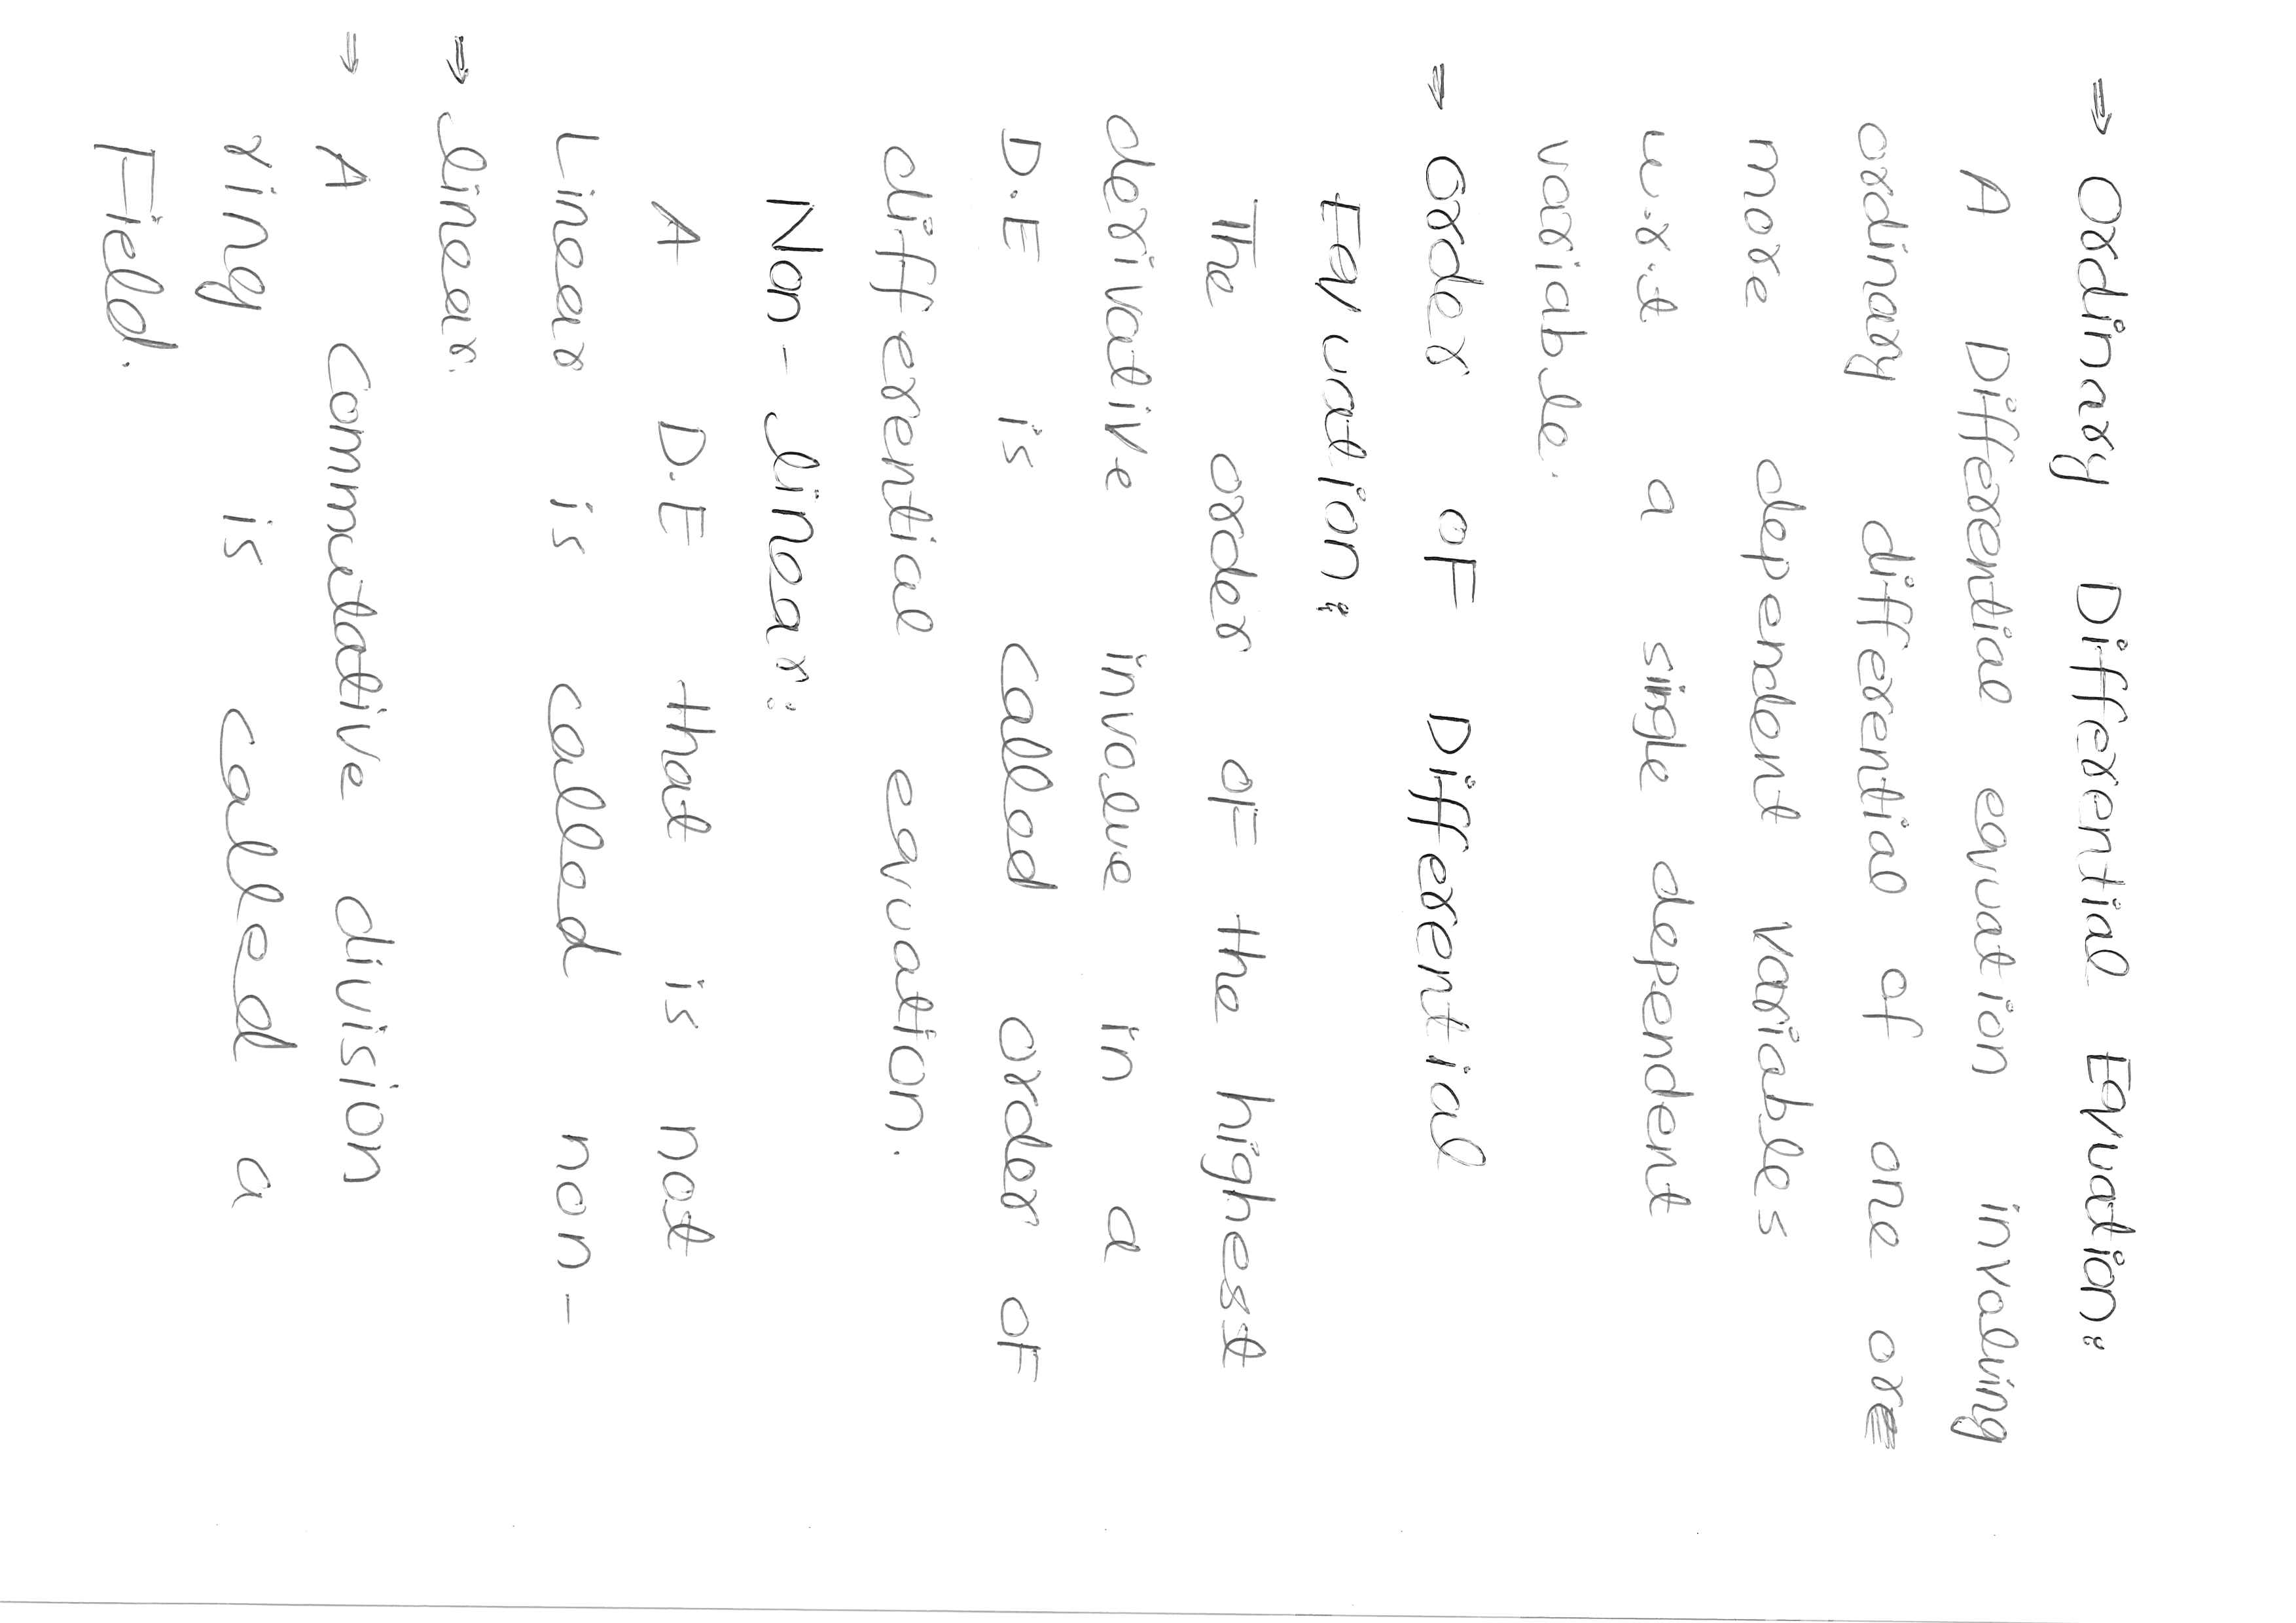 ⇒ Ordinary Differential Equation:
A Differential equation involving
ordinary differential of one or
more dependent variables
w.r.t a single dependent
variable.
⇒ Order OF Differential
Equation:
The order OF the highest
derivative involve in a
D.E is called order OF
differential equation.
Non-linear:
A D.E that is not
Linear is called non-
⇒ linear.
⇒ A Commutative division
ring is called a
Field.